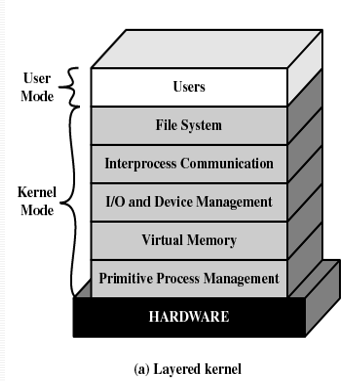 User
Mode
Users
File System
Interprocess Communication
Kernel
Mode
I/O and Device Management
Virtual Memory
Primitive Process Management
HARDWARE
(a) Layered kernel